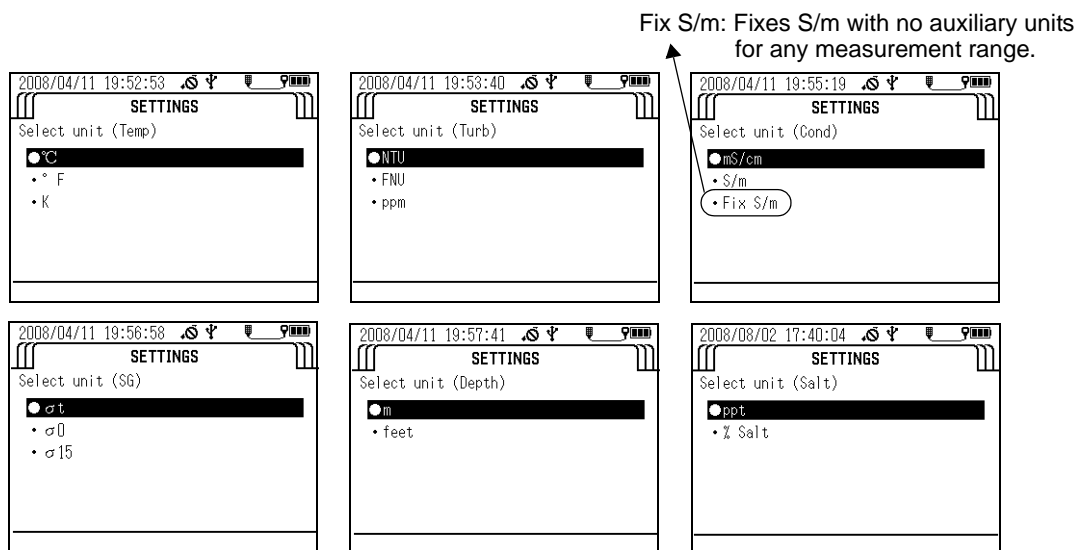 Fix S/m: Fixes S/m with no auxiliary units
for any measurement range.
2008/04/11 19:52:53
SETTINGS
Select unit (Temp)
●℃
・° F
・K
2008/04/11 19:53:40
SETTINGS
Select unit (Turb)
●NTU
・FNU
・ppm
2008/04/11 19:55:19
SETTINGS
Select unit (Cond)
●mS/cm
・S/m
・Fix S/m
2008/04/11 19:56:58
SETTINGS
Select unit (SG)
●σt
・σ0
・σ15
2008/04/11 19:57:41
SETTINGS
Select unit (Depth)
●m
・feet
2008/08/02 17:40:04
SETTINGS
Select unit (Salt)
●ppt
・% Salt